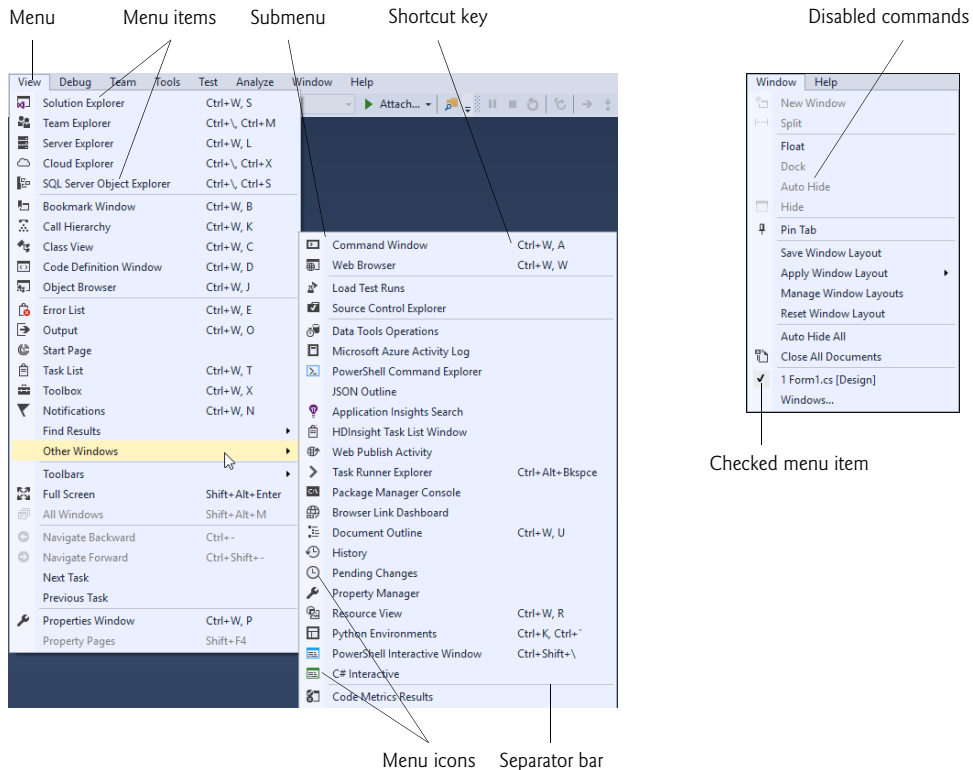 Menu Menu items Submenu Shortcut key Disabled commands
View Debug Team Tools Test Analyze Window Help
Attach...
Solution Explorer Ctrl+W, S
Team Explorer Ctrl+\, Ctrl+M
Server Explorer Ctrl+W, L
Cloud Explorer Ctrl+\, Ctrl+X
SQL Server Object Explorer Ctrl+\, Ctrl+S
Bookmark Window Ctrl+W, B
Call Hierarchy Ctrl+W, K
Class View Ctrl+W, C
Code Definition Window Ctrl+W, D
Object Browser Ctrl+W, J
Error List Ctrl+W, E
Output Ctrl+W, O
Start Page
Task List Ctrl+W, T
Toolbox Ctrl+W, X
Notifications Ctrl+W, N
Find Results
Other Windows
Toolbars
Full Screen Shift+Alt+Enter
All Windows Shift+Alt+M
Navigate Backward Ctrl+-
Navigate Forward Ctrl+Shift+-
Next Task
Previous Task
Properties Window Ctrl+W, P
Property Pages Shift+F4
Command Window Ctrl+W, A
Web Browser Ctrl+W, W
Load Test Runs
Source Control Explorer
Data Tools Operations
Microsoft Azure Activity Log
PowerShell Command Explorer
JSON Outline
Application Insights Search
HDInsight Task List Window
Web Publish Activity
Task Runner Explorer Ctrl+Alt+Bkspce
Package Manager Console
Browser Link Dashboard
Document Outline Ctrl+W, U
History
Pending Changes
Property Manager
Resource View Ctrl+W, R
Python Environments Ctrl+K, Ctrl+`
PowerShell Interactive Window Ctrl+Shift+\
C# Interactive
Code Metrics Results
Window Help
New Window
Split
Float
Dock
Auto Hide
Hide
Pin Tab
Save Window Layout
Apply Window Layout
Manage Window Layouts
Reset Window Layout
Auto Hide All
Close All Documents
1 Form1.cs [Design]
Windows...
Checked menu item
Menu icons Separator bar